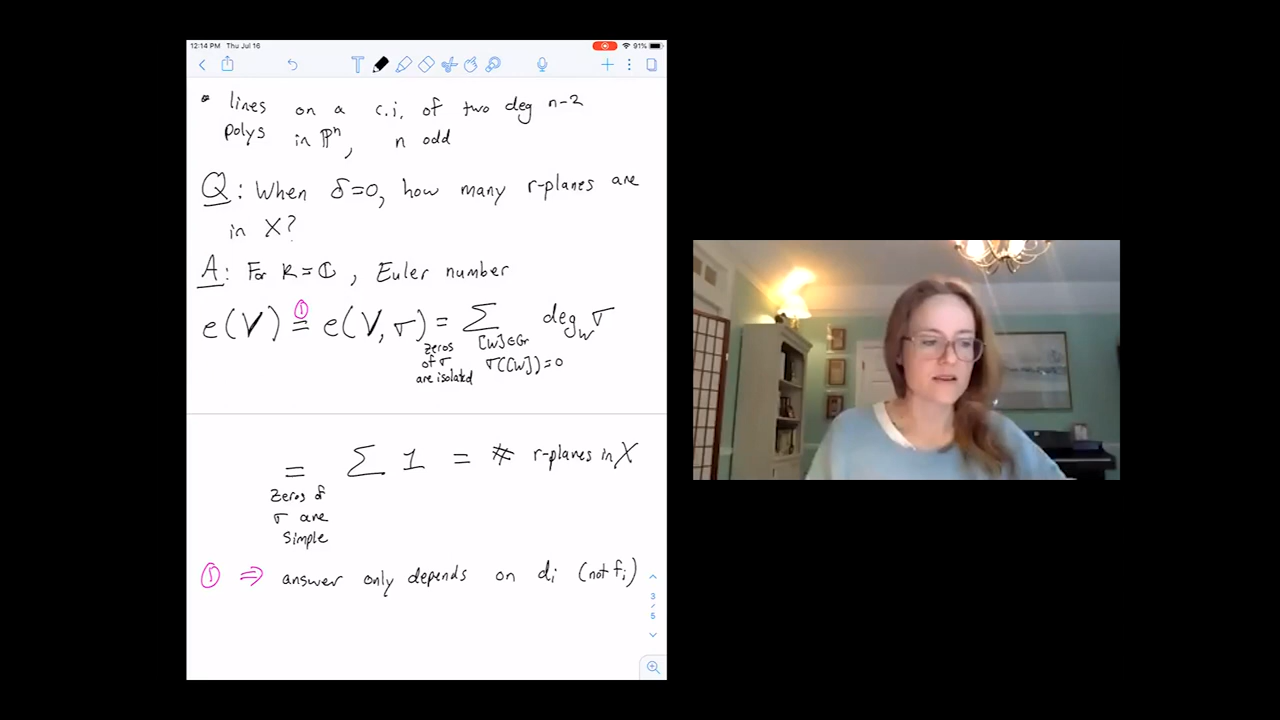 12:14 PM Thu Jul 16
91%
• lines on a c.i. of two deg n-2
polys in ℙⁿ, n odd
Q: When δ=0, how many r-planes are
in X?
A: For k=ℂ, Euler number
e(V) ①= e(V, σ) = Σ deg_W σ
zeros of σ are isolated
[W]∈Gr
σ([W])=0
= Σ 1 = # r-planes in X
Zeros of
σ are
simple
① ⇒ answer only depends on dᵢ (not fᵢ)
3
/
5